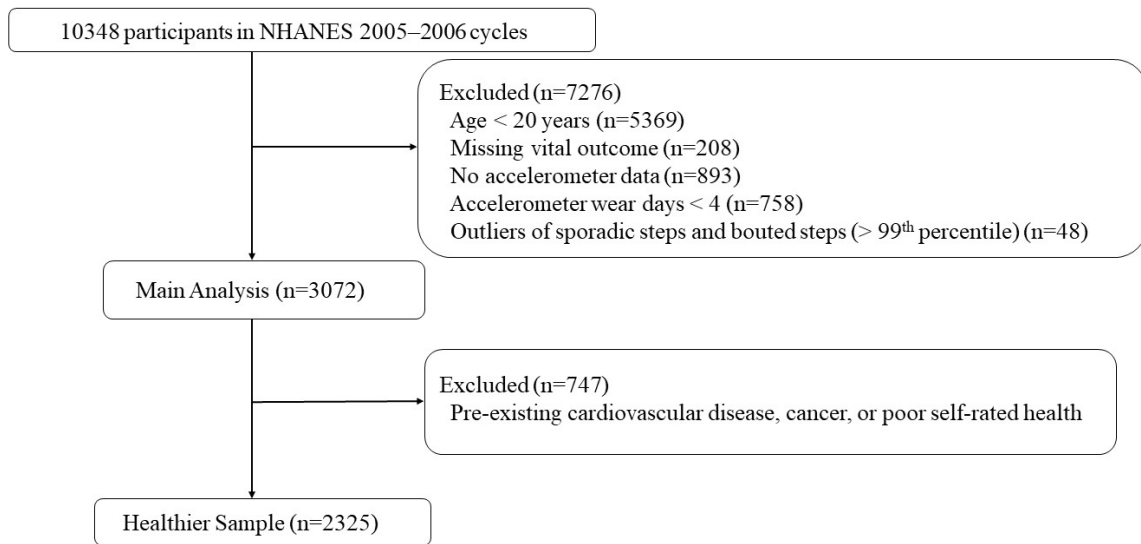 10348 participants in NHANES 2005–2006 cycles
Excluded (n=7276)
Age < 20 years (n=5369)
Missing vital outcome (n=208)
No accelerometer data (n=893)
Accelerometer wear days < 4 (n=758)
Outliers of sporadic steps and bouted steps (> 99th percentile) (n=48)
Main Analysis (n=3072)
Excluded (n=747)
Pre-existing cardiovascular disease, cancer, or poor self-rated health
Healthier Sample (n=2325)